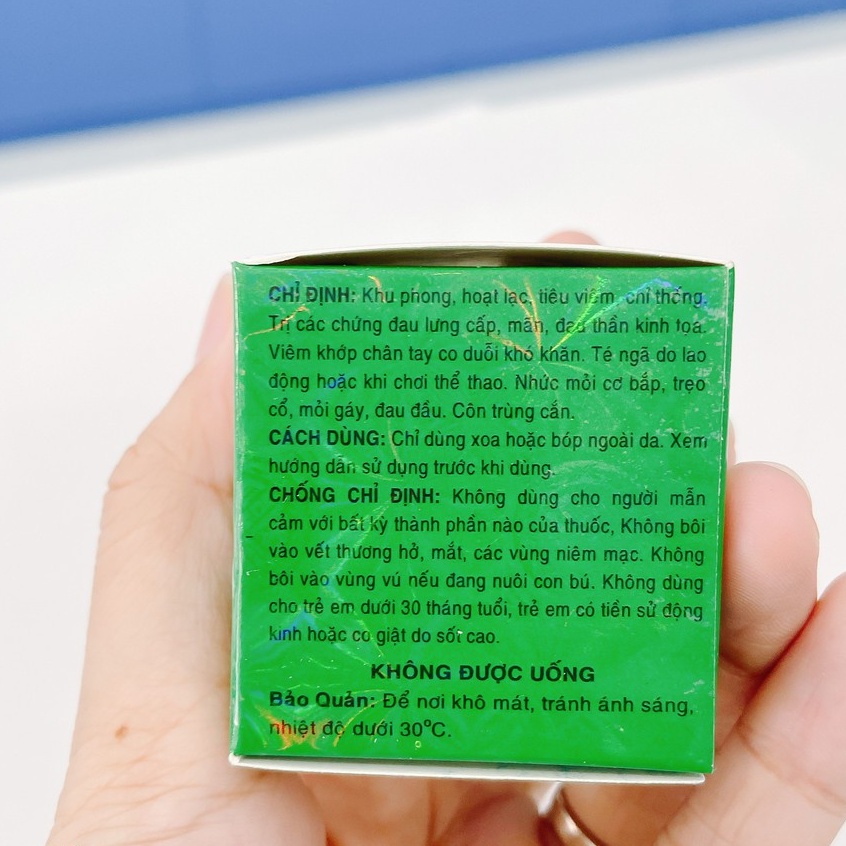 CHỈ ĐỊNH: Khu phong, hoạt lạc, tiêu viêm, chỉ thống.
Trị các chứng đau lưng cấp, mãn, đau thần kinh tọa.
Viêm khớp chân tay co duỗi khó khăn. Té ngã do lao
động hoặc khi chơi thể thao. Nhức mỏi cơ bắp, trẹo
cổ, mỏi gáy, đau đầu. Côn trùng cắn.
CÁCH DÙNG: Chỉ dùng xoa hoặc bóp ngoài da. Xem
hướng dẫn sử dụng trước khi dùng.
CHỐNG CHỈ ĐỊNH: Không dùng cho người mẫn
cảm với bất kỳ thành phần nào của thuốc, Không bôi
vào vết thương hở, mắt, các vùng niêm mạc. Không
bôi vào vùng vú nếu đang nuôi con bú. Không dùng
cho trẻ em dưới 30 tháng tuổi, trẻ em có tiền sử động
kinh hoặc co giật do sốt cao.
KHÔNG ĐƯỢC UỐNG
Bảo Quản: Để nơi khô mát, tránh ánh sáng,
nhiệt độ dưới 30°C.